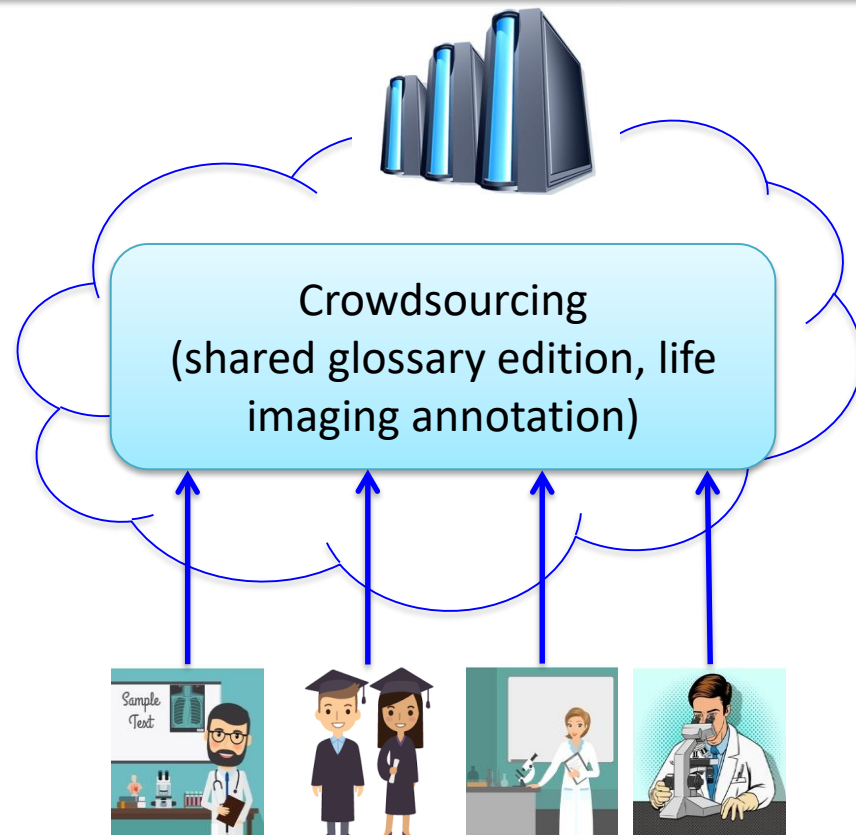 Crowdsourcing
(shared glossary edition, life
imaging annotation)
Sample
Text